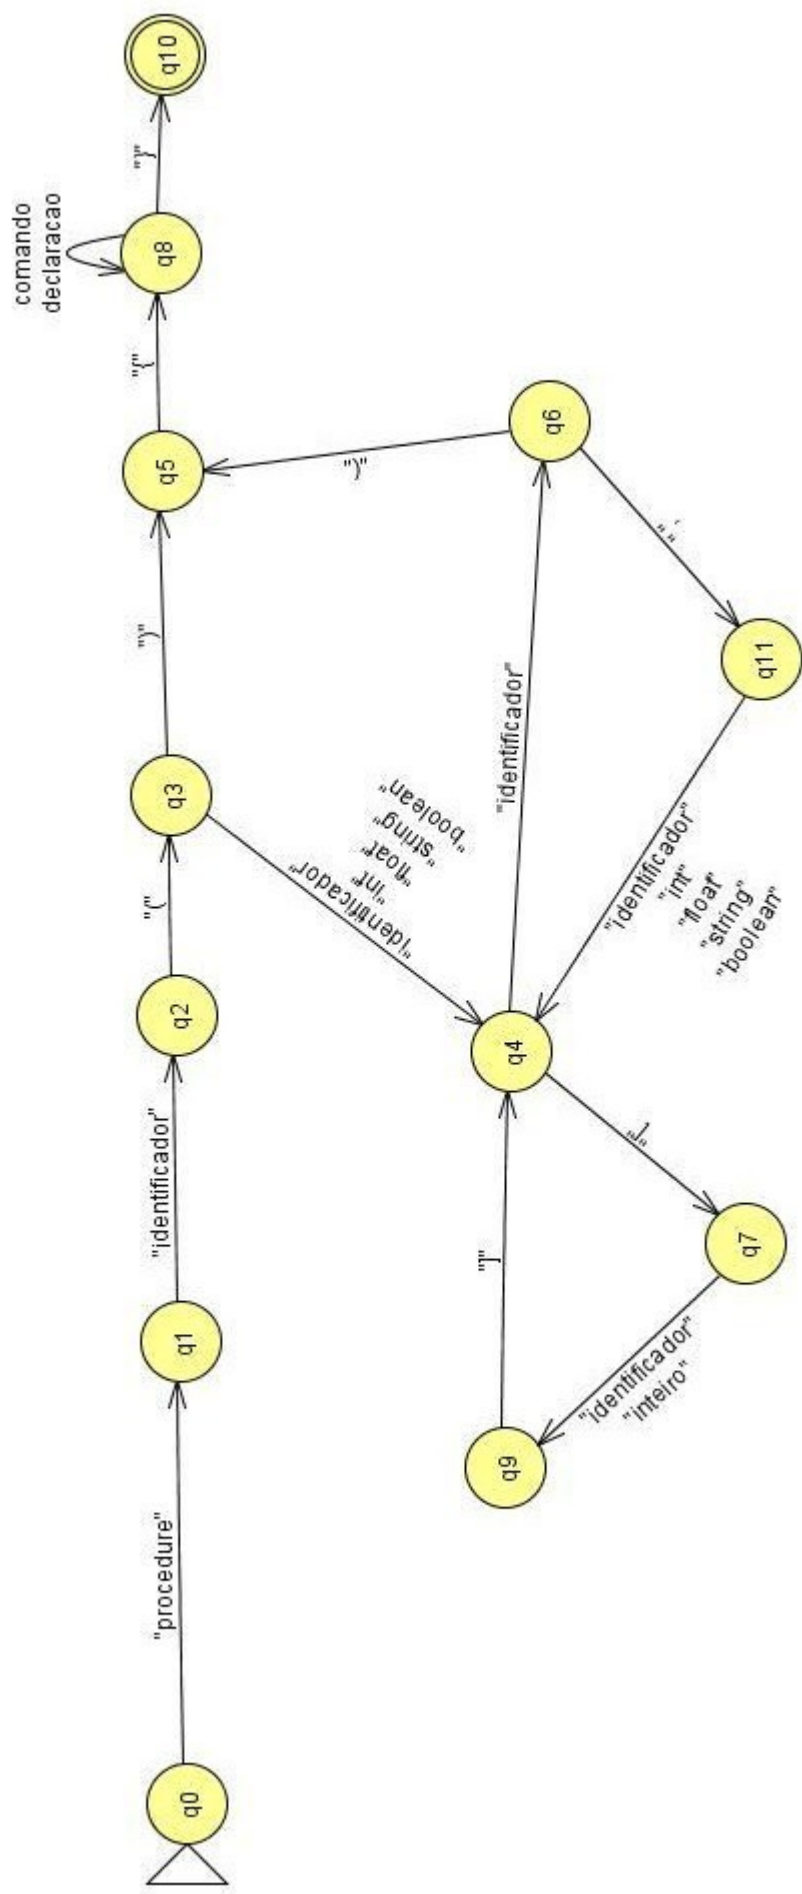 q0
"procedure"
q1
"identificador"
q2
"("
q3
")"
q5
"{"
q8
comando
declaracao
"}"
q10
"identificador"
"int"
"float"
"string"
"boolean"
q4
"identificador"
q6
")"
","
q11
"identificador"
"int"
"float"
"string"
"boolean"
q7
"identificador"
"inteiro"
q9
"]"